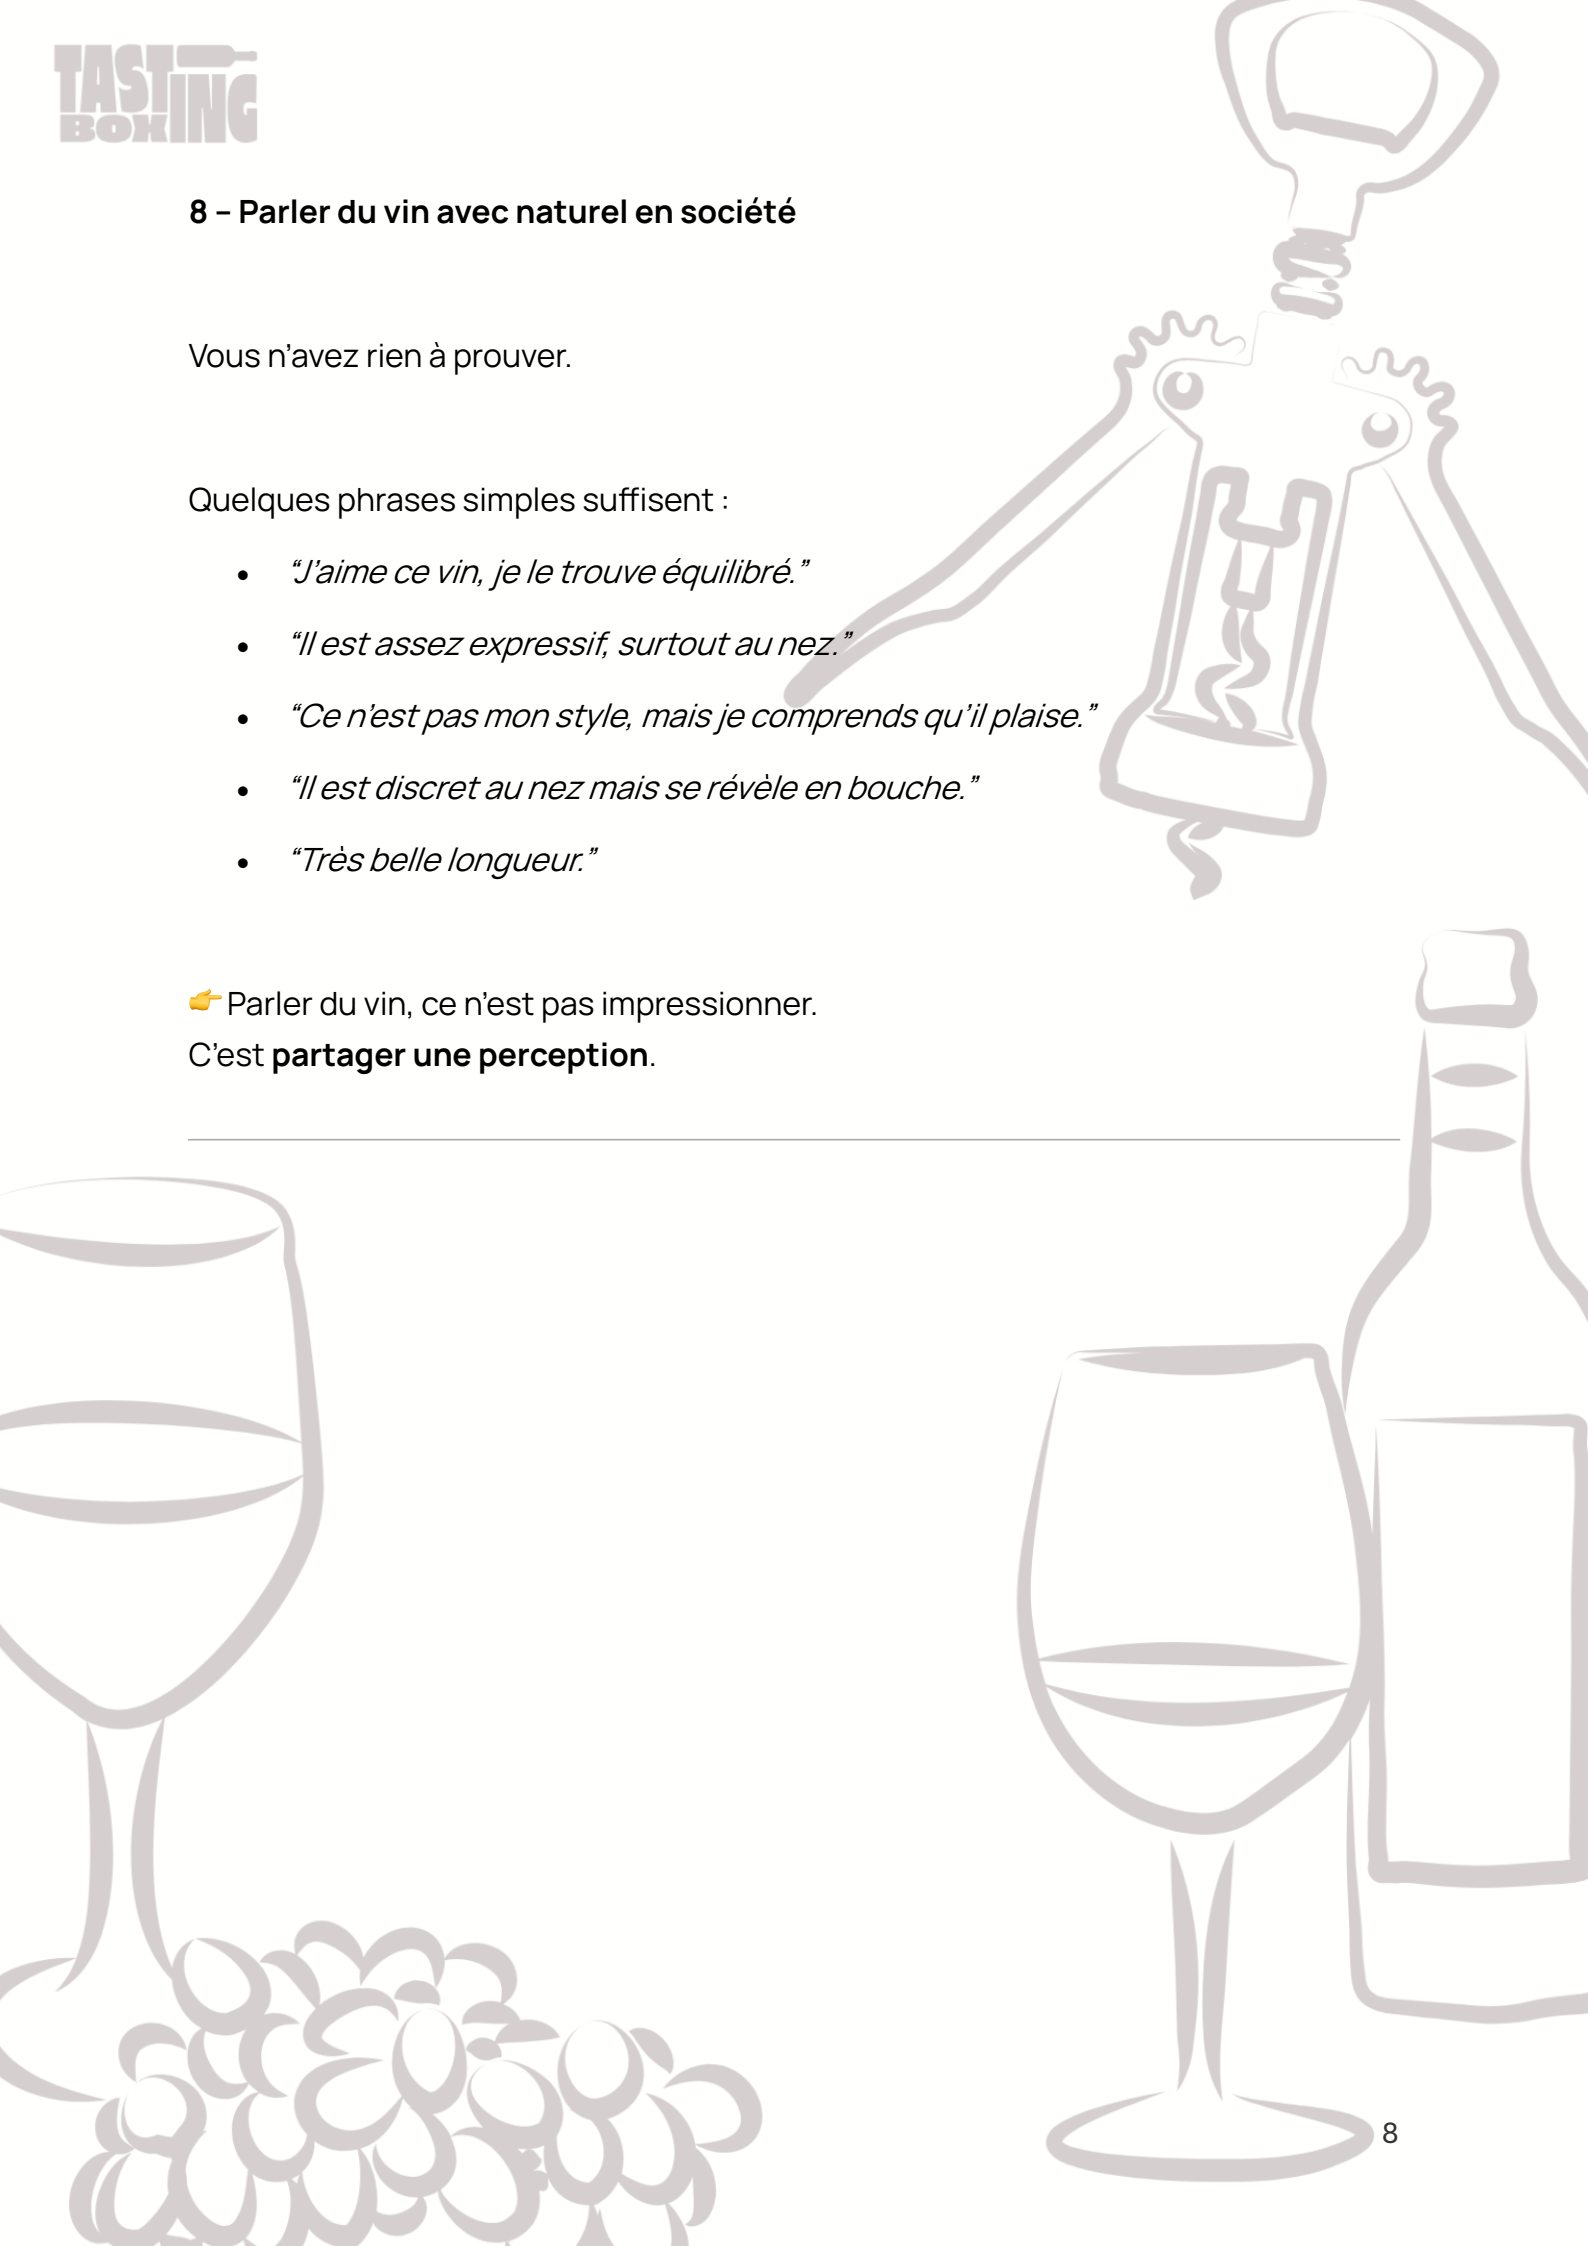 TASTING
BOX
8 – Parler du vin avec naturel en société
Vous n’avez rien à prouver.
Quelques phrases simples suffisent :
• “J’aime ce vin, je le trouve équilibré.”
• “Il est assez expressif, surtout au nez.”
• “Ce n’est pas mon style, mais je comprends qu’il plaise.”
• “Il est discret au nez mais se révèle en bouche.”
• “Très belle longueur.”
👉 Parler du vin, ce n’est pas impressionner.
C’est partager une perception.
8